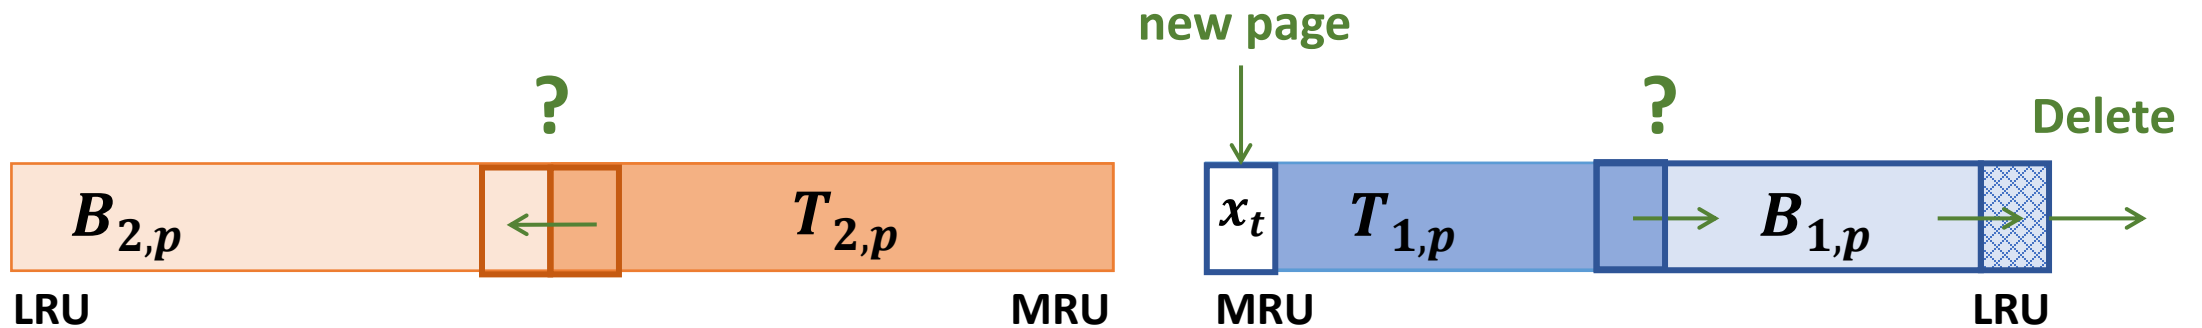 new page
?
?
Delete
B2,p
T2,p
xt
T1,p
B1,p
LRU
MRU
MRU
LRU